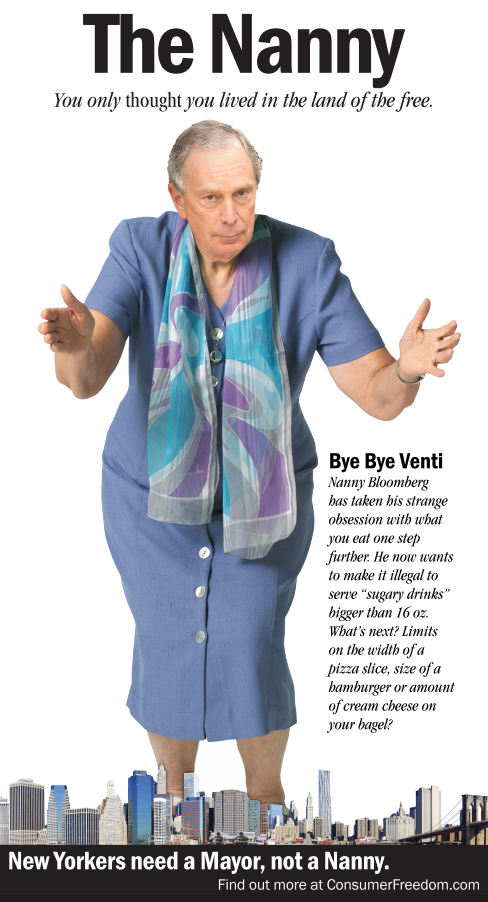 The Nanny
You only thought you lived in the land of the free.
Bye Bye Venti
Nanny Bloomberg
has taken his strange
obsession with what
you eat one step
further. He now wants
to make it illegal to
serve “sugary drinks”
bigger than 16 oz.
What’s next? Limits
on the width of a
pizza slice, size of a
hamburger or amount
of cream cheese on
your bagel?
New Yorkers need a Mayor, not a Nanny.
Find out more at ConsumerFreedom.com